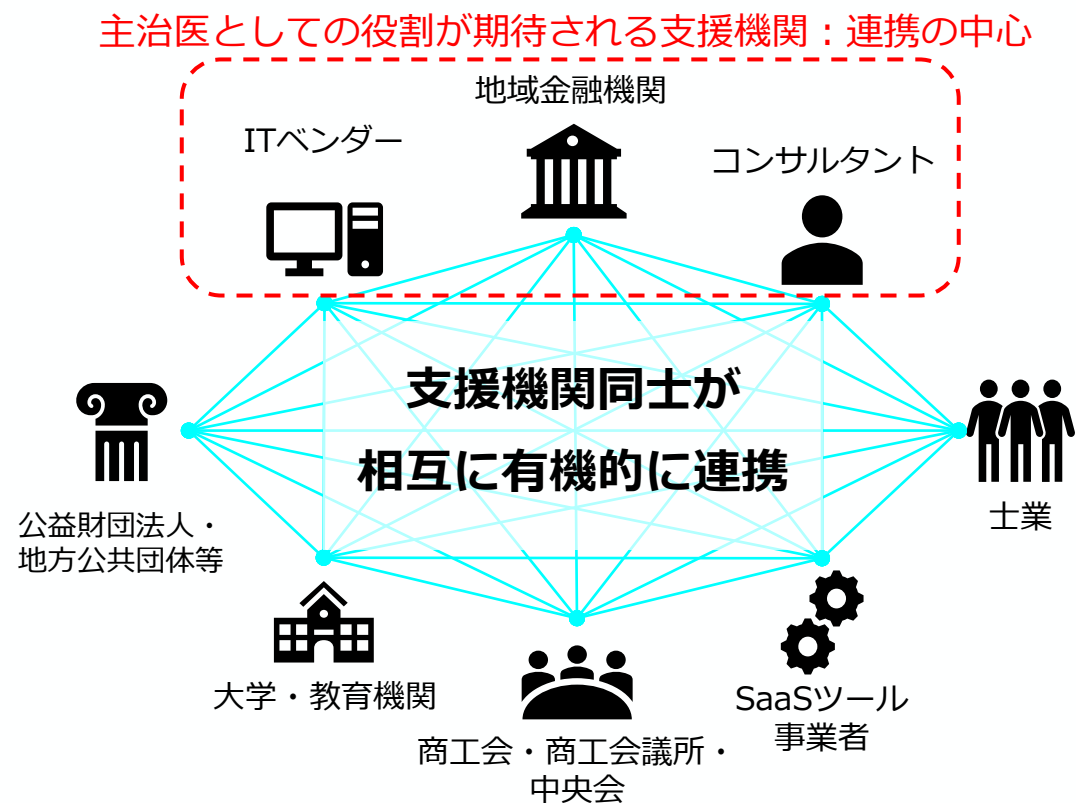 主治医としての役割が期待される支援機関：連携の中心
地域金融機関
ITベンダー
コンサルタント
支援機関同士が
相互に有機的に連携
公益財団法人・
地方公共団体等
士業
大学・教育機関
SaaSツール
事業者
商工会・商工会議所・
中央会